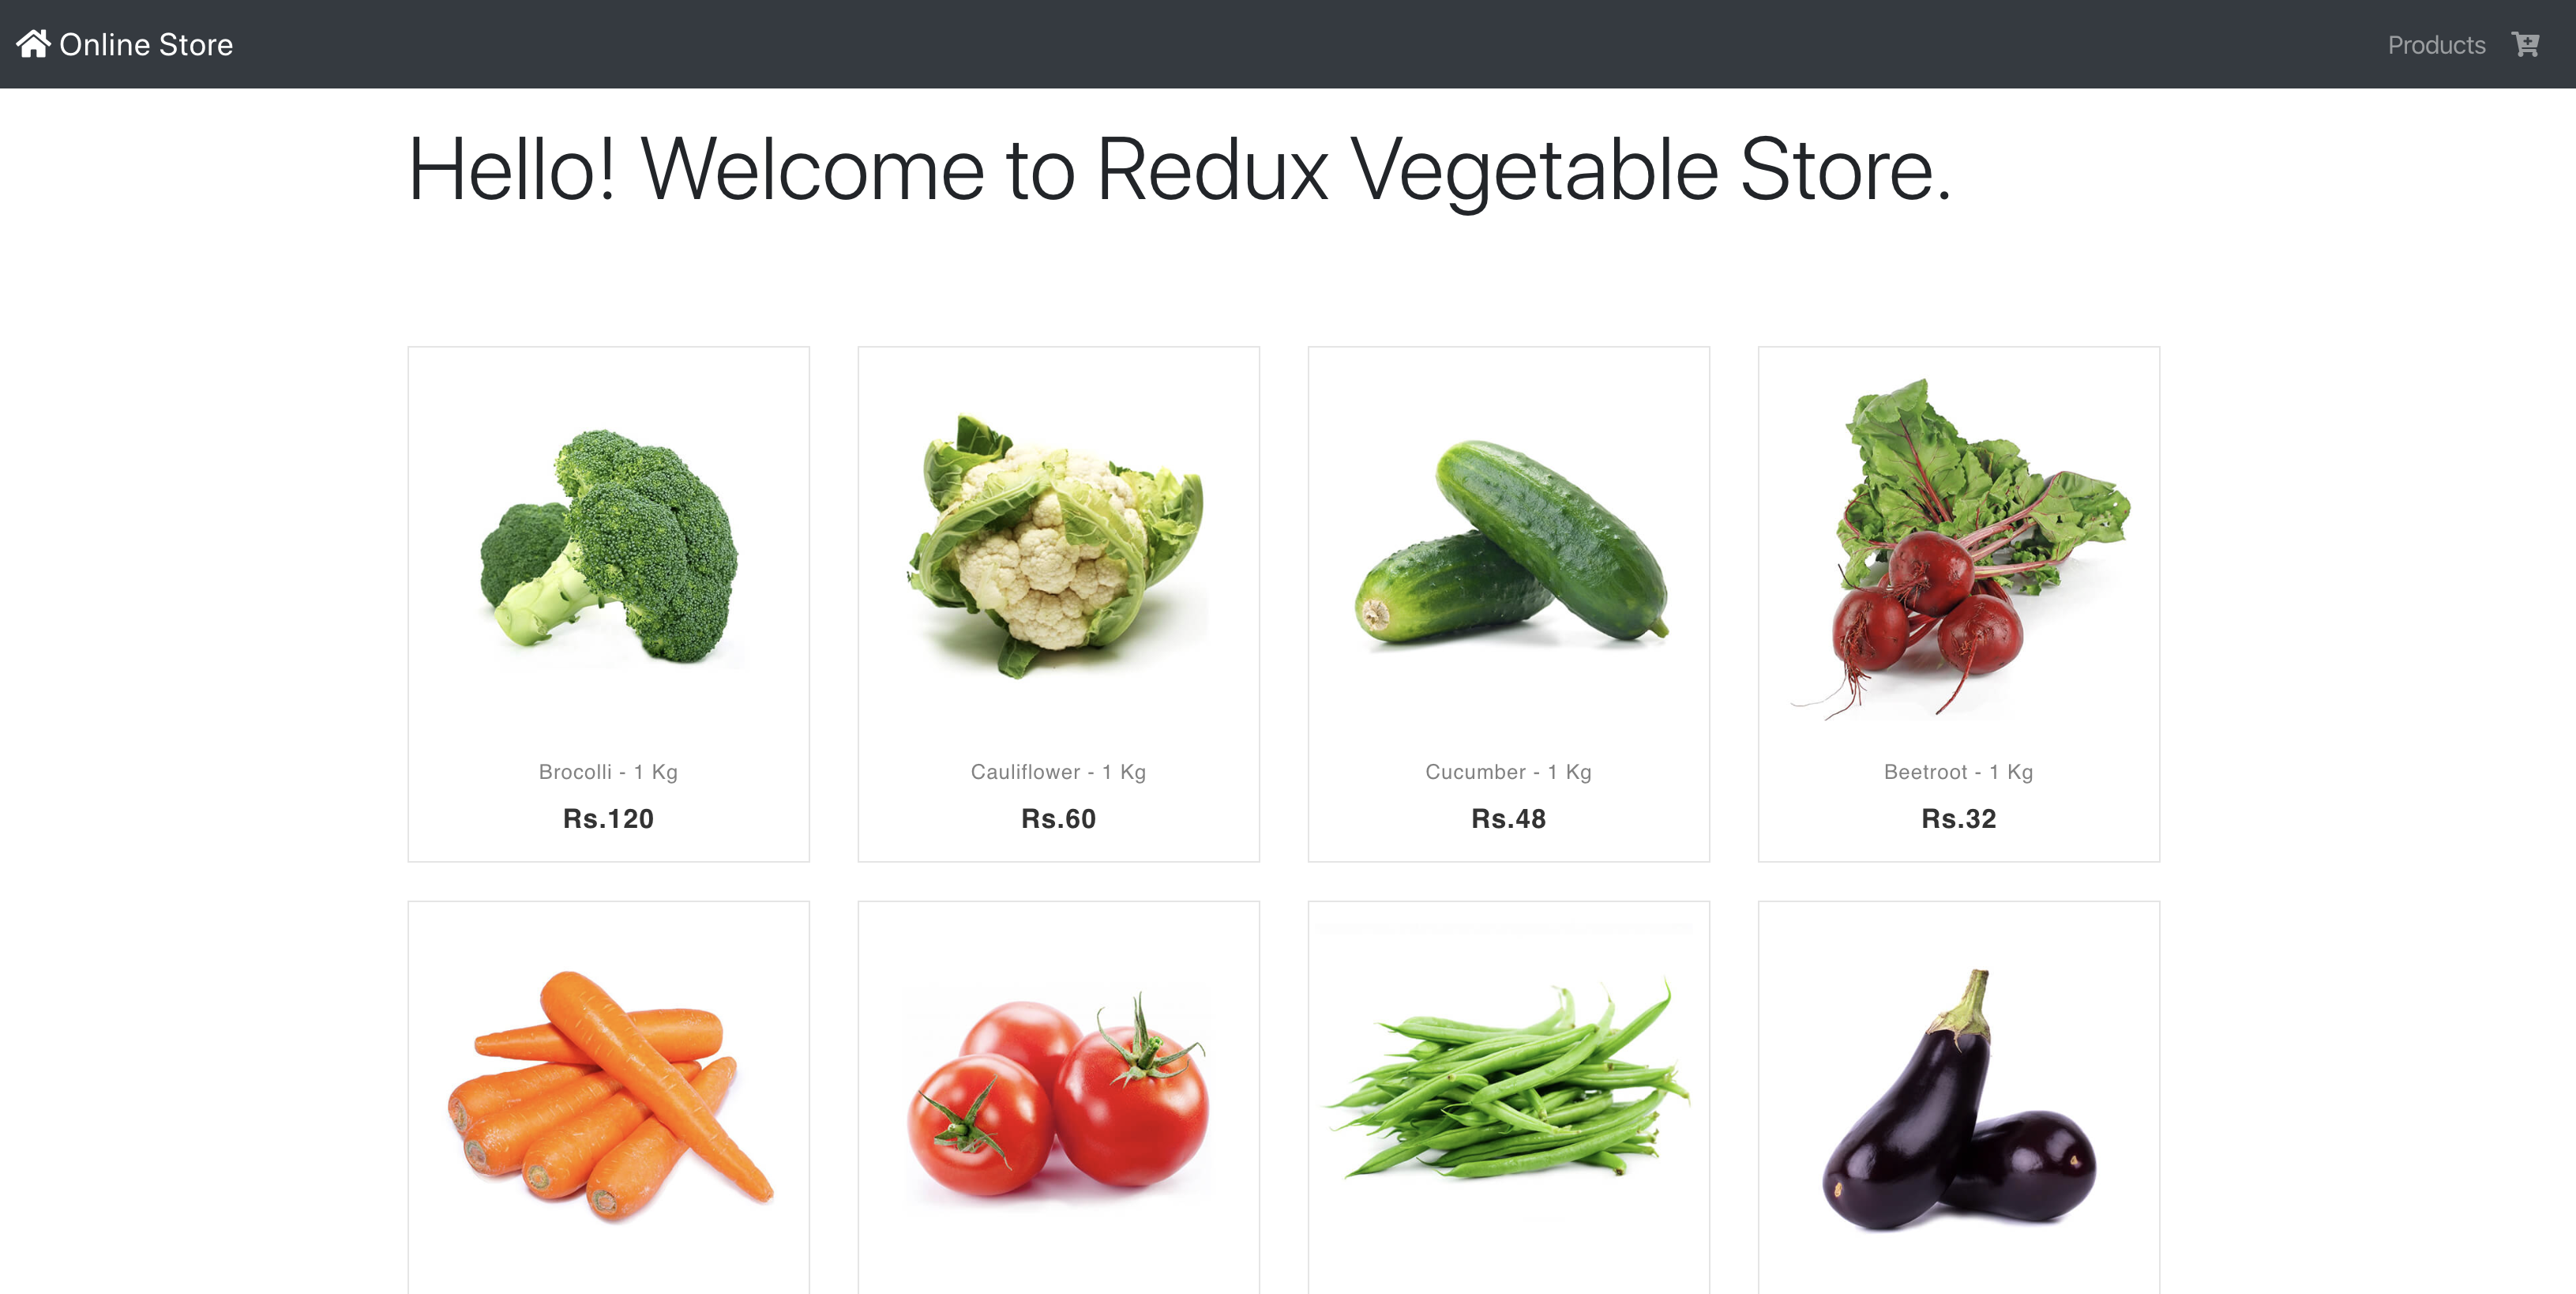 Online Store
Products
Hello! Welcome to Redux Vegetable Store.
Brocolli - 1 Kg
Rs.120
Cauliflower - 1 Kg
Rs.60
Cucumber - 1 Kg
Rs.48
Beetroot - 1 Kg
Rs.32